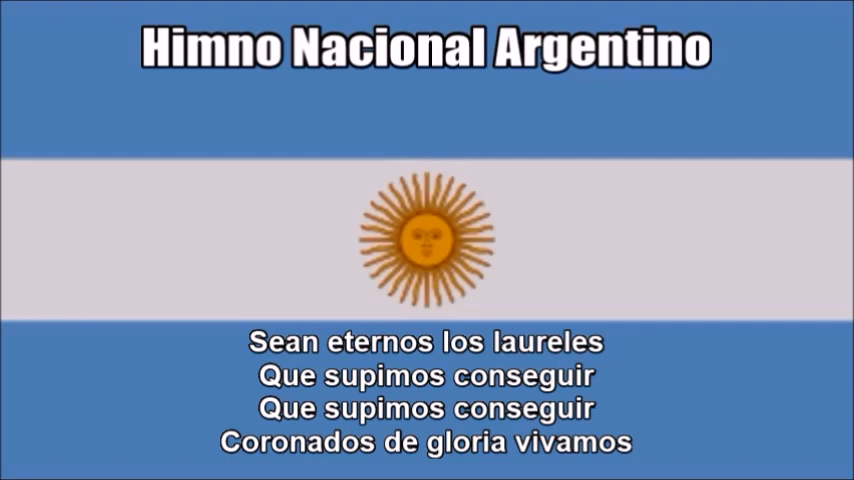 Himno Nacional Argentino
Sean eternos los laureles
Que supimos conseguir
Que supimos conseguir
Coronados de gloria vivamos